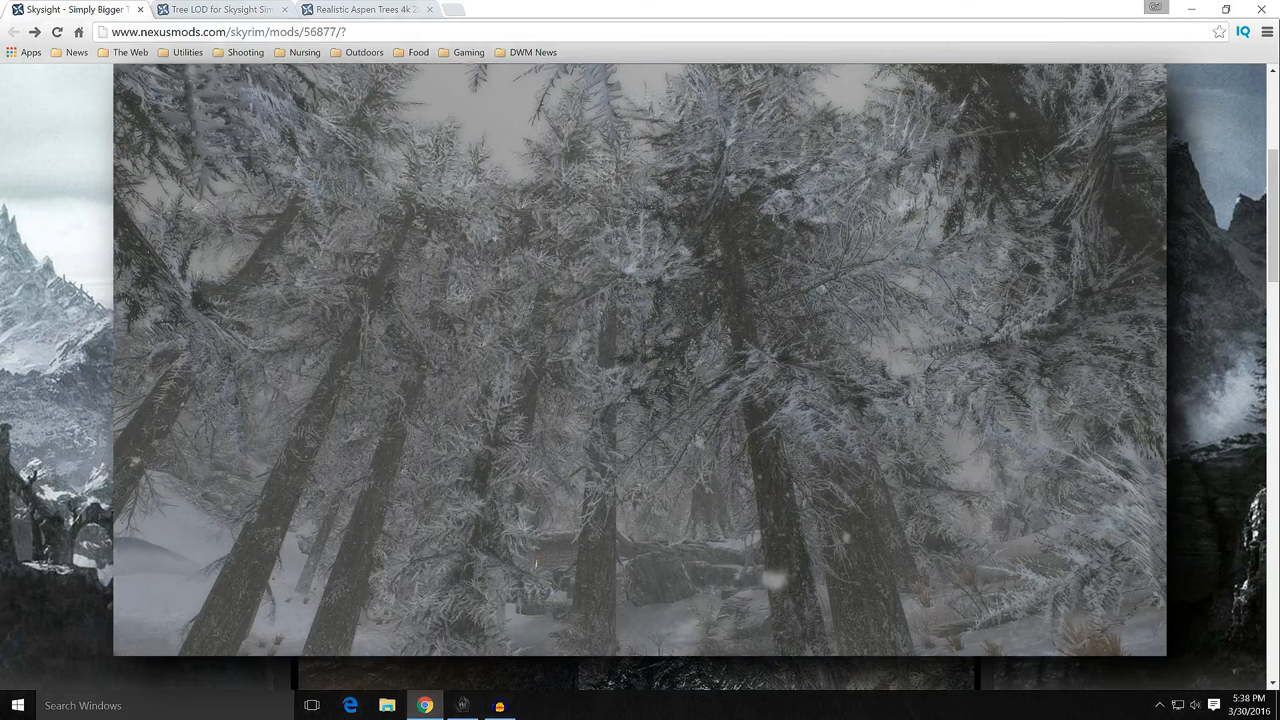 Skysight - Simply Bigger T
Tree LOD for Skysight Sim
Realistic Aspen Trees 4k 2
www.nexusmods.com/skyrim/mods/56877/?
IQ
Apps News The Web Utilities Shooting Nursing Outdoors Food Gaming DWM News
Search Windows
5:38 PM
3/30/2016